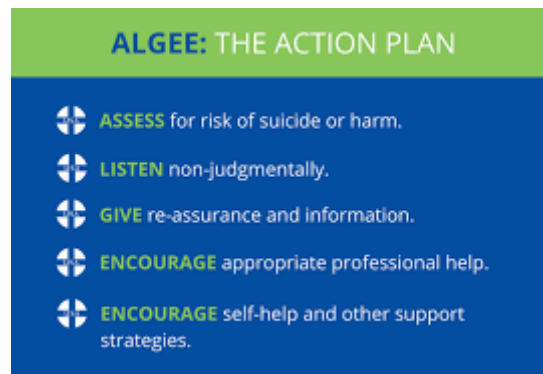 ALGEE: THE ACTION PLAN
ASSESS for risk of suicide or harm.
LISTEN non-judgmentally.
GIVE re-assurance and information.
ENCOURAGE appropriate professional help.
ENCOURAGE self-help and other support
strategies.